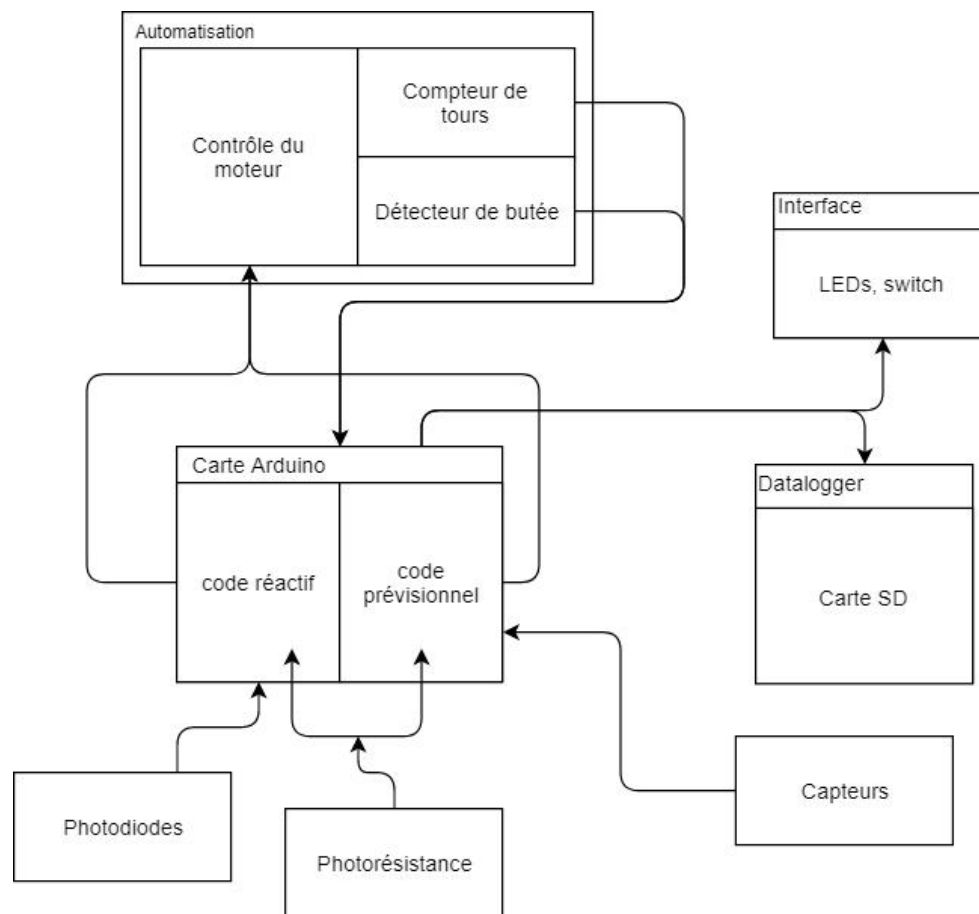 Automatisation
Contrôle du
moteur
Compteur de
tours
Détecteur de butée
Interface
LEDs, switch
Carte Arduino
code réactif
code
prévisionnel
Datalogger
Carte SD
Photodiodes
Photorésistance
Capteurs